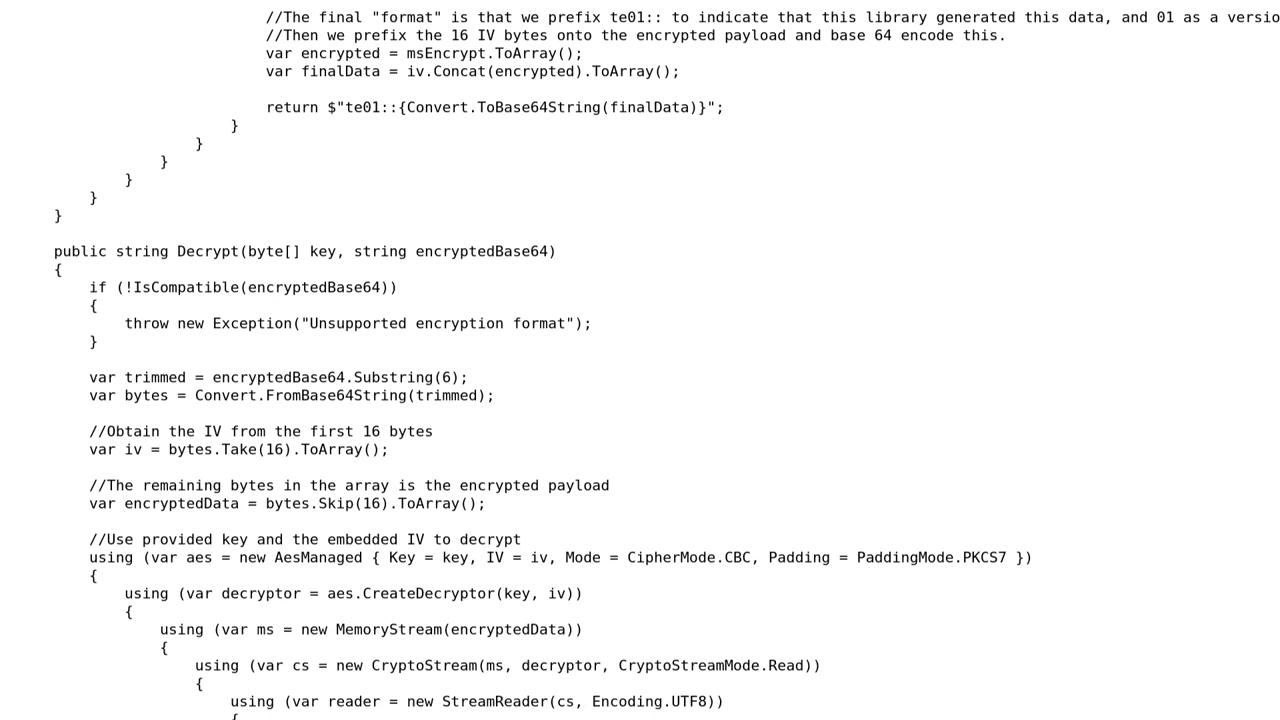 //The final "format" is that we prefix te01:: to indicate that this library generated this data, and 01 as a versio
//Then we prefix the 16 IV bytes onto the encrypted payload and base 64 encode this.
var encrypted = msEncrypt.ToArray();
var finalData = iv.Concat(encrypted).ToArray();
return $"te01::{Convert.ToBase64String(finalData)}";
}
}
}
}
}
}
public string Decrypt(byte[] key, string encryptedBase64)
{
if (!IsCompatible(encryptedBase64))
{
throw new Exception("Unsupported encryption format");
}
var trimmed = encryptedBase64.Substring(6);
var bytes = Convert.FromBase64String(trimmed);
//Obtain the IV from the first 16 bytes
var iv = bytes.Take(16).ToArray();
//The remaining bytes in the array is the encrypted payload
var encryptedData = bytes.Skip(16).ToArray();
//Use provided key and the embedded IV to decrypt
using (var aes = new AesManaged { Key = key, IV = iv, Mode = CipherMode.CBC, Padding = PaddingMode.PKCS7 })
{
using (var decryptor = aes.CreateDecryptor(key, iv))
{
using (var ms = new MemoryStream(encryptedData))
{
using (var cs = new CryptoStream(ms, decryptor, CryptoStreamMode.Read))
{
using (var reader = new StreamReader(cs, Encoding.UTF8))
{